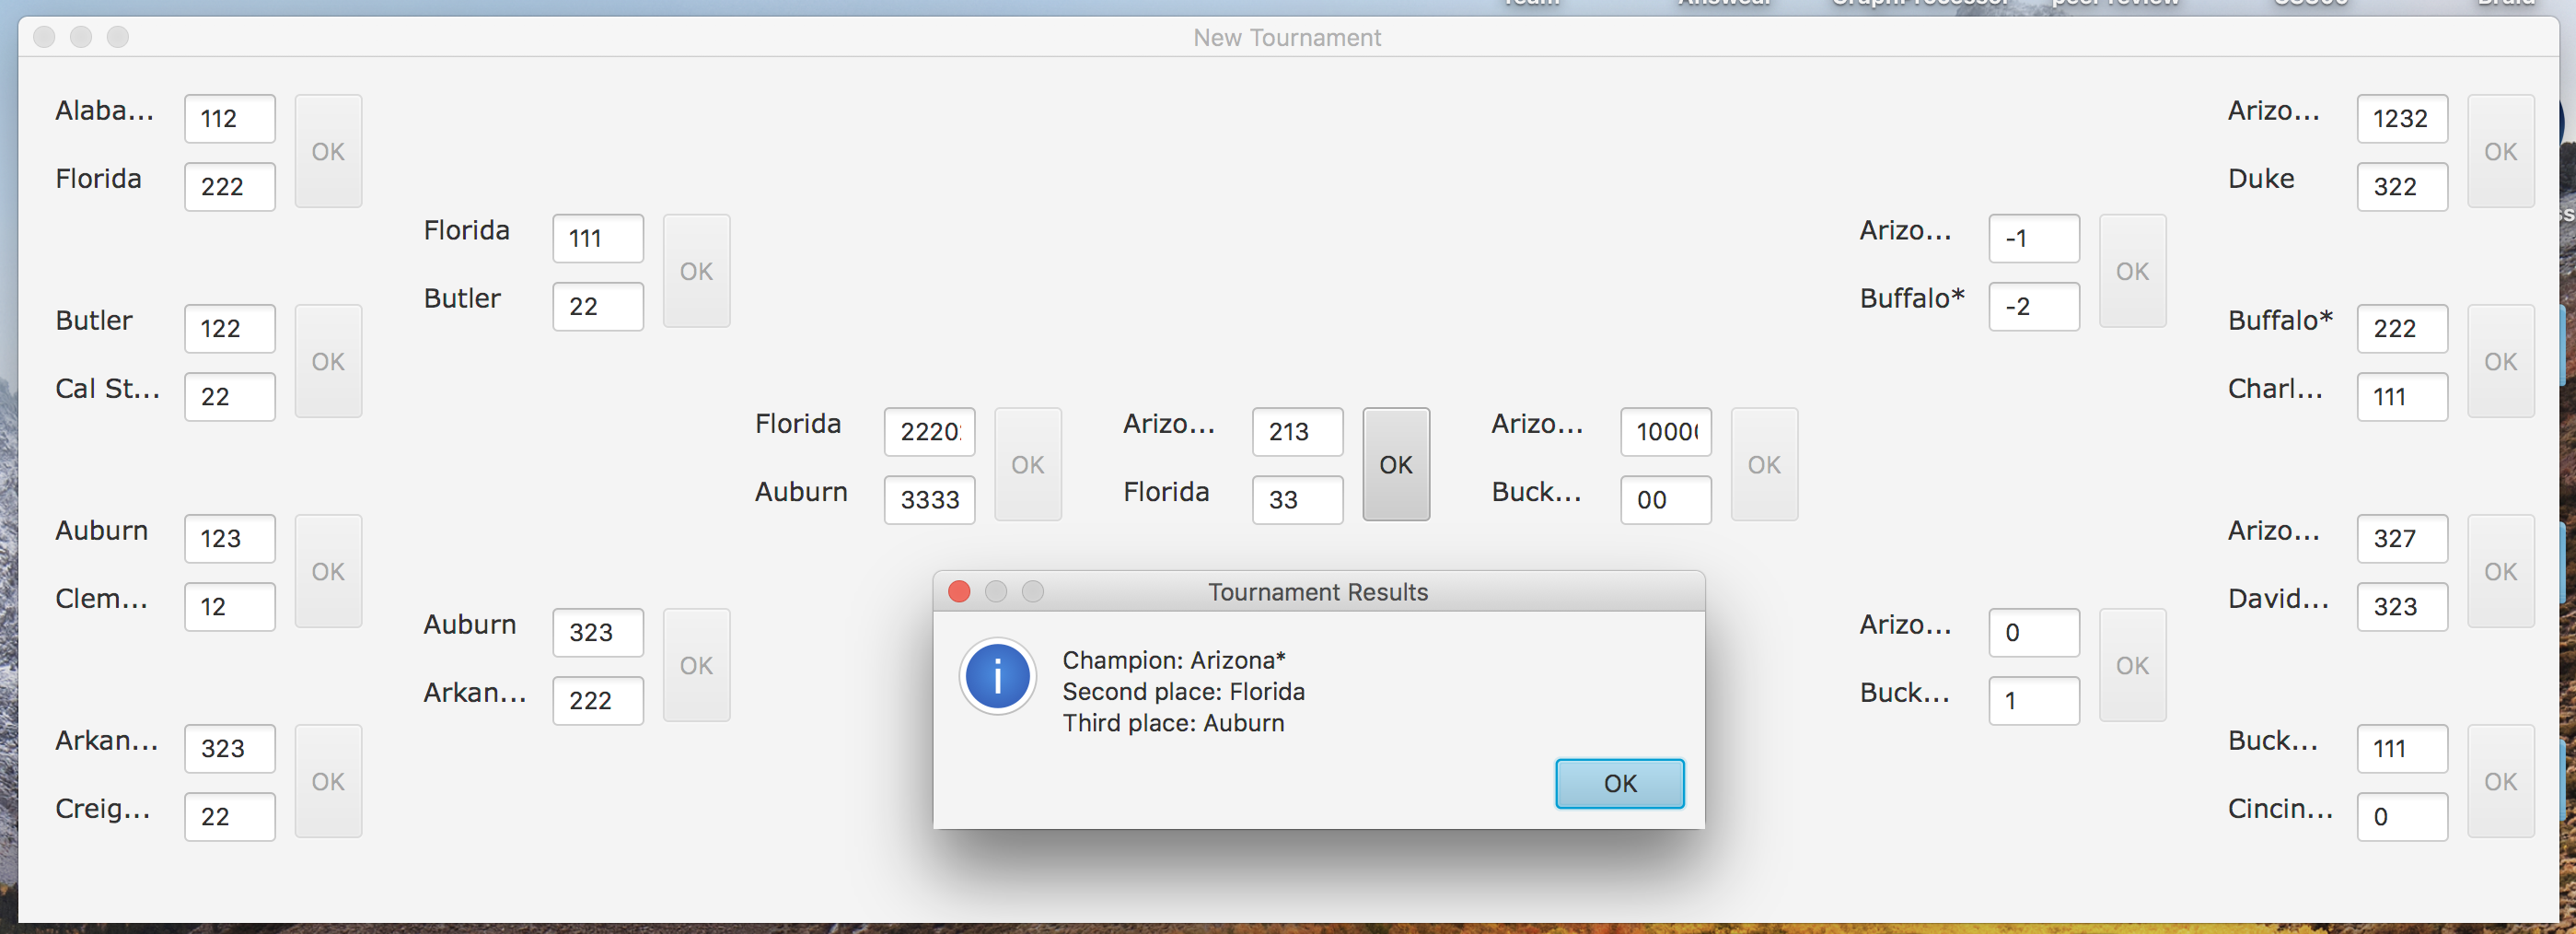 New Tournament
Alaba... 112 OK
Florida 222
Butler 122 OK
Cal St... 22
Auburn 123 OK
Clem... 12
Arkan... 323 OK
Creig... 22
Florida 111 OK
Butler 22
Auburn 323 OK
Arkan... 222
Florida OK
Auburn 3333
Arizo... 213 OK
Florida 33
Arizo... OK
Buck... 00
Arizo... -1 OK
Buffalo* -2
Arizo... 0 OK
Buck... 1
Arizo... 1232 OK
Duke 322
Buffalo* 222 OK
Charl... 111
Arizo... 327 OK
David... 323
Buck... 111 OK
Cincin... 0
Tournament Results
Champion: Arizona*
Second place: Florida
Third place: Auburn
OK